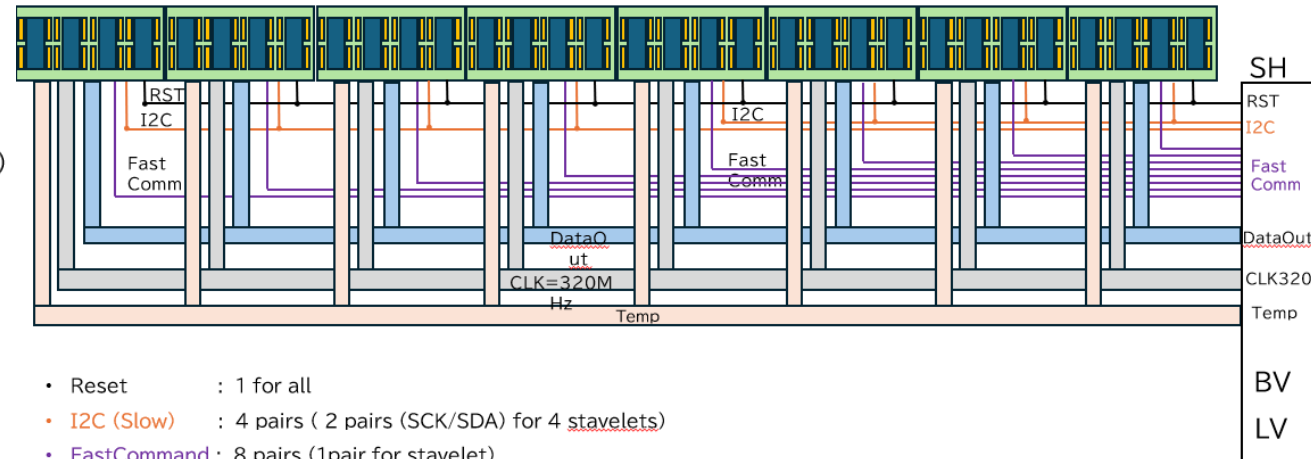 SH
RST
RST
I2C
I2C
I2C
Fast
Comm
Fast
Comm
Fast
Comm
DataO
ut
DataOut
CLK=320M
Hz
CLK320
Temp
Temp
)
BV
LV
• Reset : 1 for all
• I2C (Slow) : 4 pairs ( 2 pairs (SCK/SDA) for 4 stavelets)
• FastCommand : 8 pairs (1pair for stavelet)